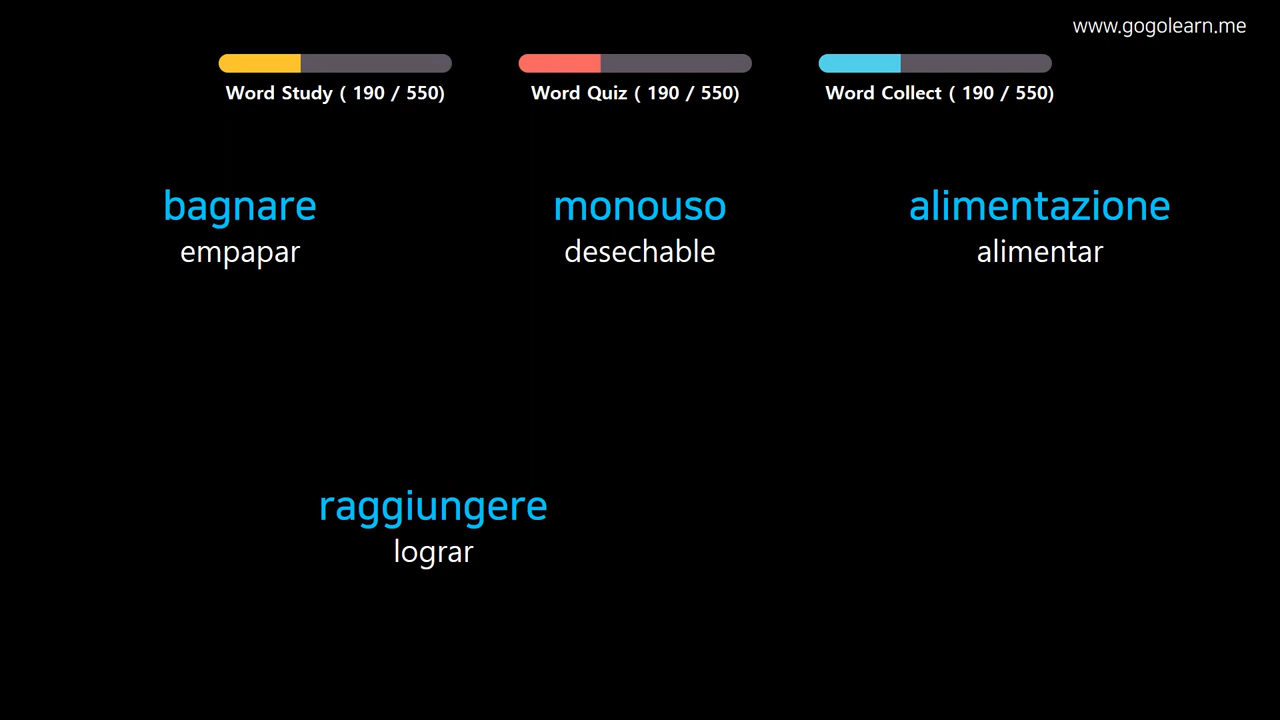 www.gogolearn.me
Word Study ( 190 / 550)
Word Quiz ( 190 / 550)
Word Collect ( 190 / 550)
bagnare
empapar
monouso
desechable
alimentazione
alimentar
raggiungere
lograr